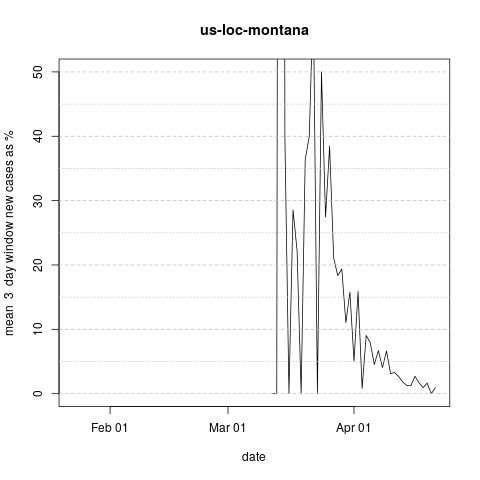 us-loc-montana
mean  3  day window new cases as %
50
40
30
20
10
0
Feb 01
Mar 01
Apr 01
date